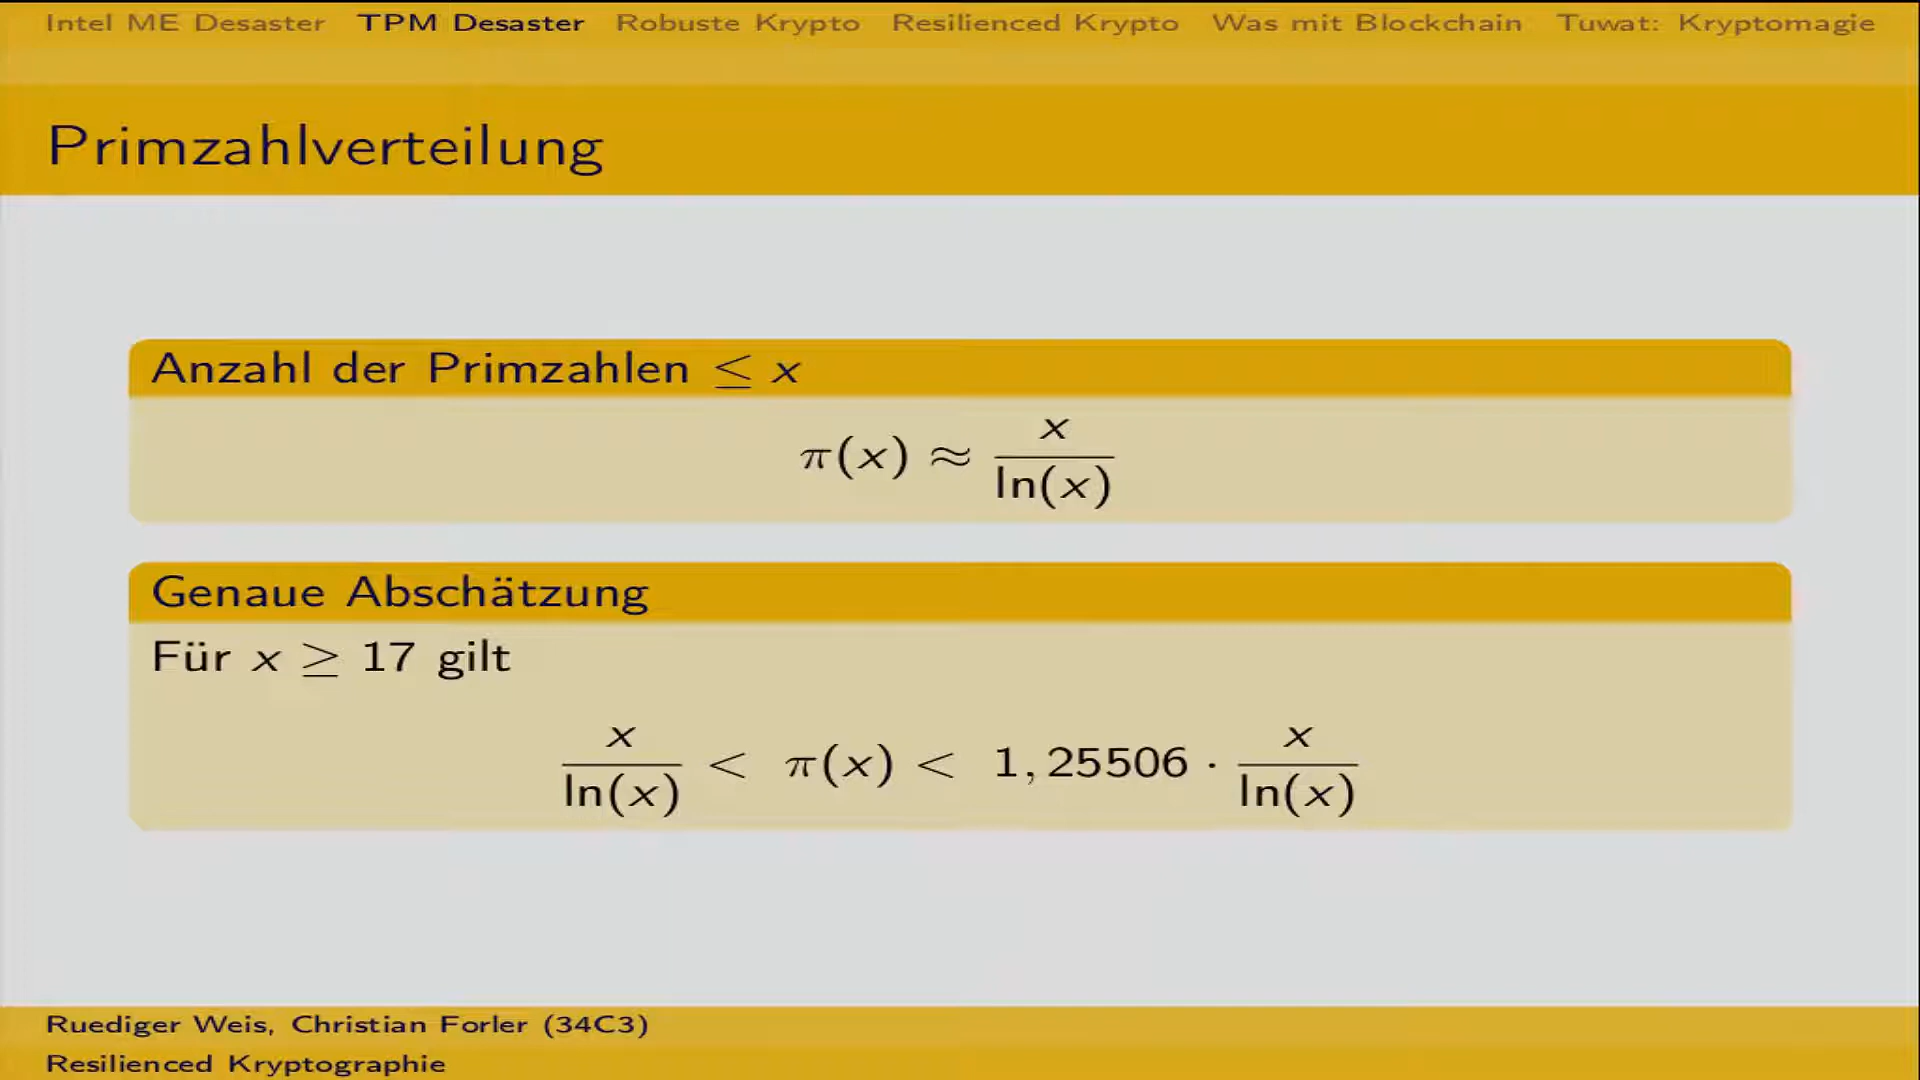 Intel ME Desaster TPM Desaster Robuste Krypto Resilienced Krypto Was mit Blockchain Tuwat: Kryptomagie
Primzahlverteilung
Anzahl der Primzahlen ≤ x
π(x) ≈ x / ln(x)
Genaue Abschätzung
Für x ≥ 17 gilt
x / ln(x) < π(x) < 1,25506 · x / ln(x)
Ruediger Weis, Christian Forler (34C3)
Resilienced Kryptographie